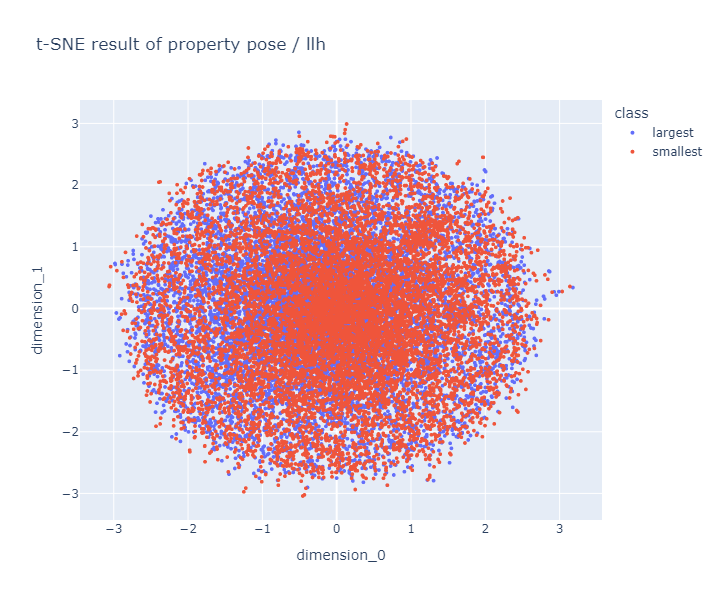 t-SNE result of property pose / llh
class
largest
smallest
3
2
1
0
−1
−2
−3
−3
−2
−1
0
1
2
3
dimension_0
dimension_1